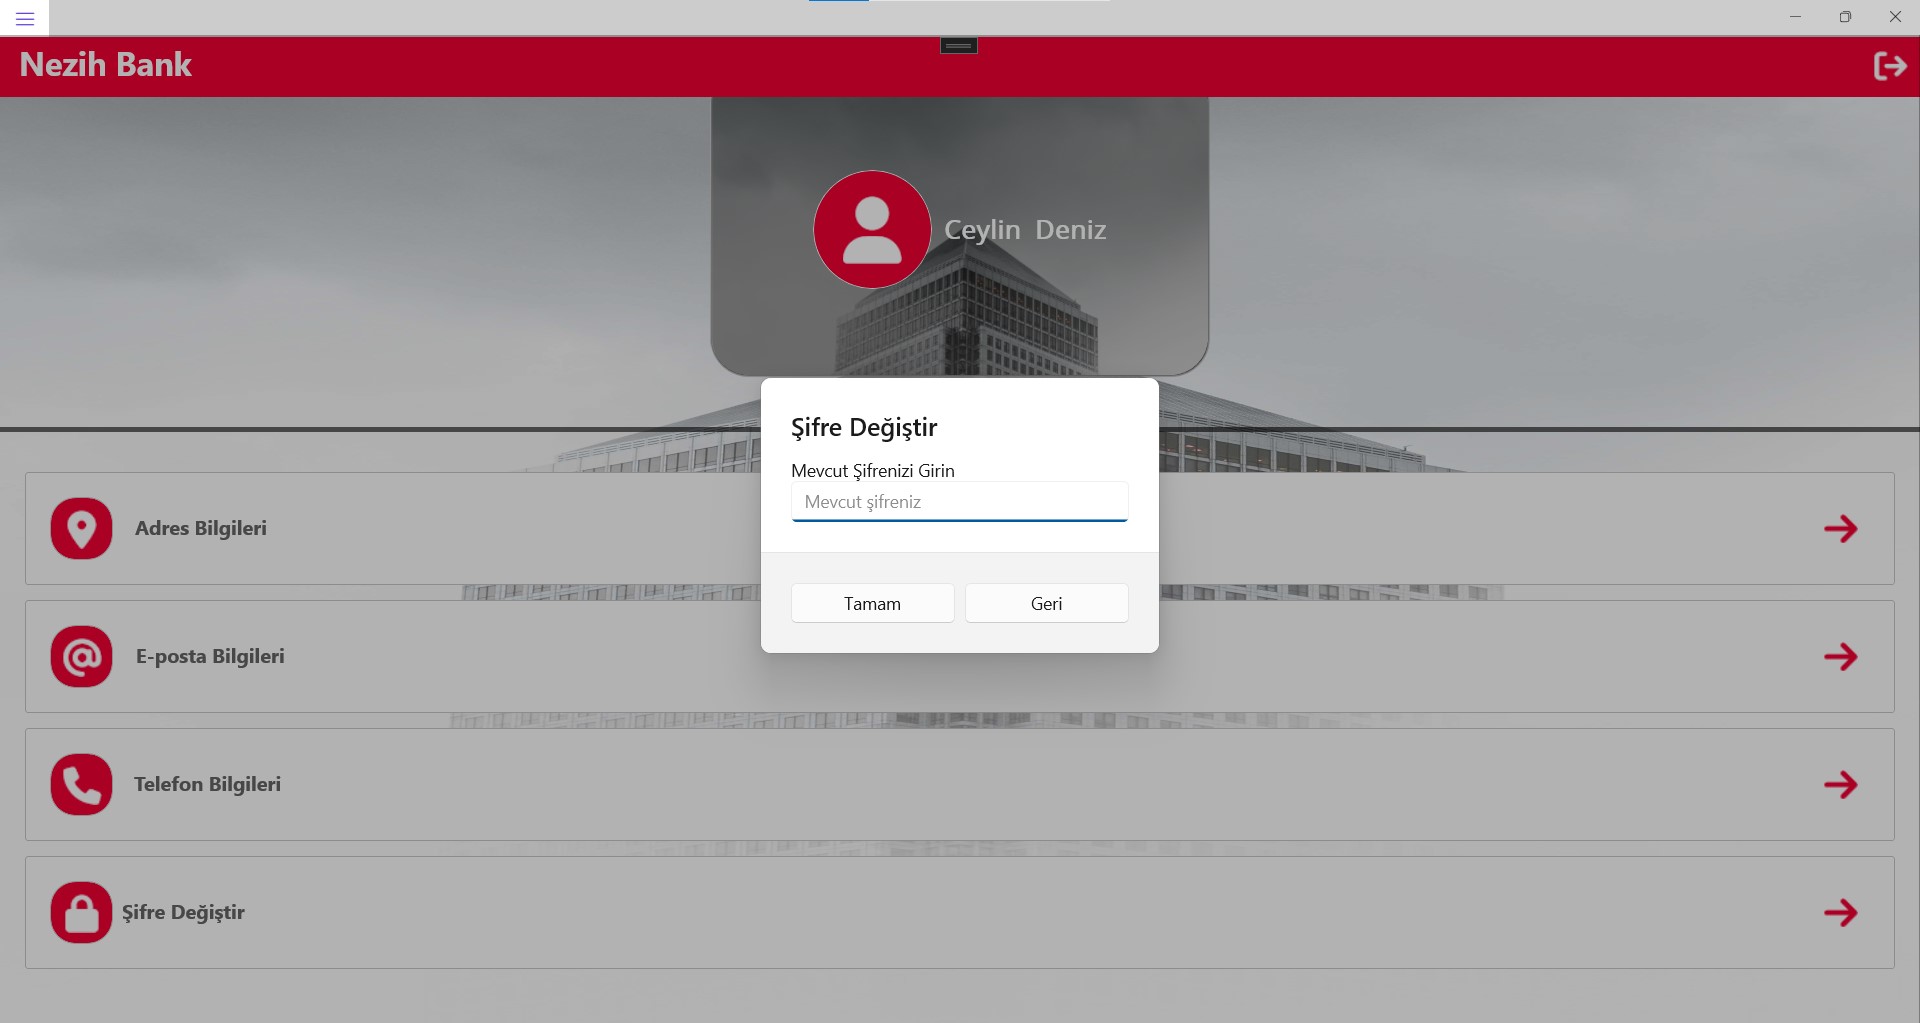 Nezih Bank
Ceylin Deniz
Şifre Değiştir
Mevcut Şifrenizi Girin
Mevcut şifreniz
Tamam
Geri
Adres Bilgileri
E-posta Bilgileri
Telefon Bilgileri
Şifre Değiştir